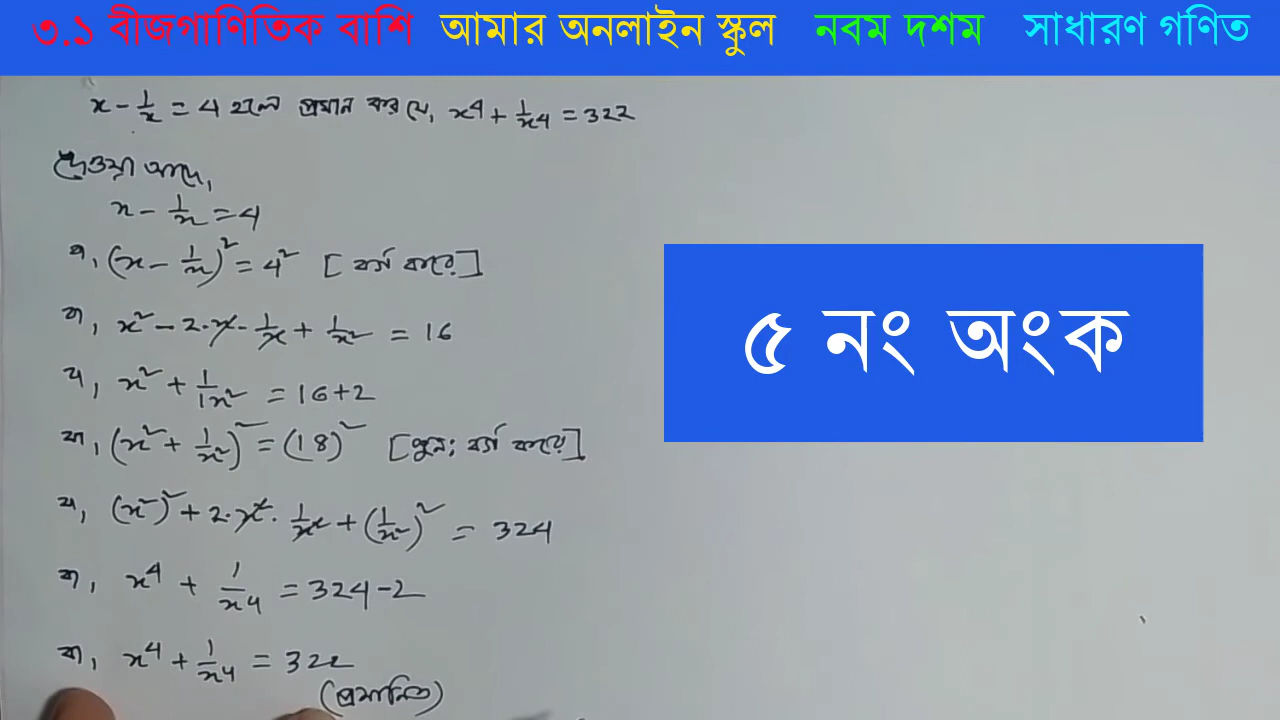 ৩.১ বীজগাণিতিক বাশি আমার অনলাইন স্কুল নবম দশম সাধারণ গণিত
x - 1/x = 4 হলে প্রমান কর যে, x⁴ + 1/x⁴ = 322
দেওয়া আছে,
x - 1/x = 4
বা, (x - 1/x)² = 4² [বর্গ করে]
বা, x² - 2·x·1/x + 1/x² = 16
বা, x² + 1/1x² = 16+2
বা, (x² + 1/x²)² = (18)² [পুন: বর্গ করে]
বা, (x²)² + 2·x²·1/x² + (1/x²)² = 324
বা, x⁴ + 1/x⁴ = 324-2
বা, x⁴ + 1/x⁴ = 322
(প্রমানিত)
৫ নং অংক